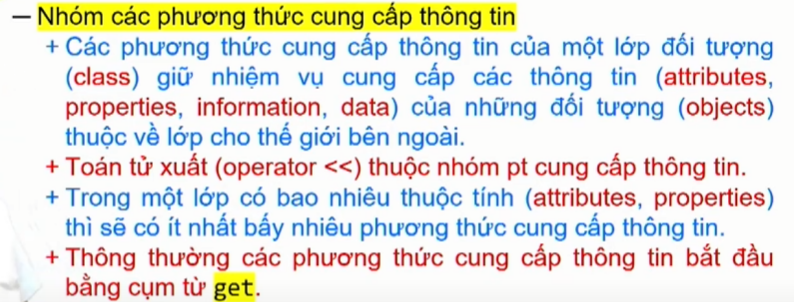 — Nhóm các phương thức cung cấp thông tin
+ Các phương thức cung cấp thông tin của một lớp đối tượng
(class) giữ nhiệm vụ cung cấp các thông tin (attributes,
properties, information, data) của những đối tượng (objects)
thuộc về lớp cho thế giới bên ngoài.
+ Toán tử xuất (operator <<) thuộc nhóm pt cung cấp thông tin.
+ Trong một lớp có bao nhiêu thuộc tính (attributes, properties)
thì sẽ có ít nhất bấy nhiêu phương thức cung cấp thông tin.
+ Thông thường các phương thức cung cấp thông tin bắt đầu
bằng cụm từ get.